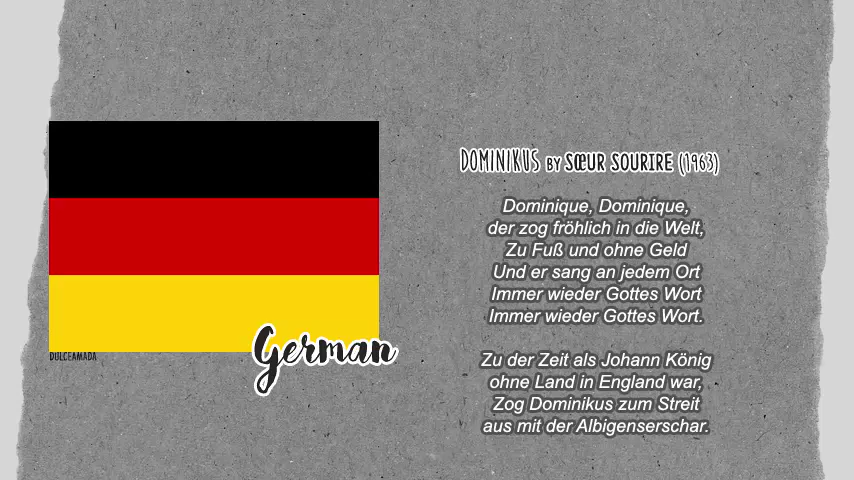 DOMINIKUS BY SŒUR SOURIRE (1963)
Dominique, Dominique,
der zog fröhlich in die Welt,
Zu Fuß und ohne Geld
Und er sang an jedem Ort
Immer wieder Gottes Wort
Immer wieder Gottes Wort.
Zu der Zeit als Johann König
ohne Land in England war,
Zog Dominikus zum Streit
aus mit der Albigenserschar.
German
DULCEAMADA